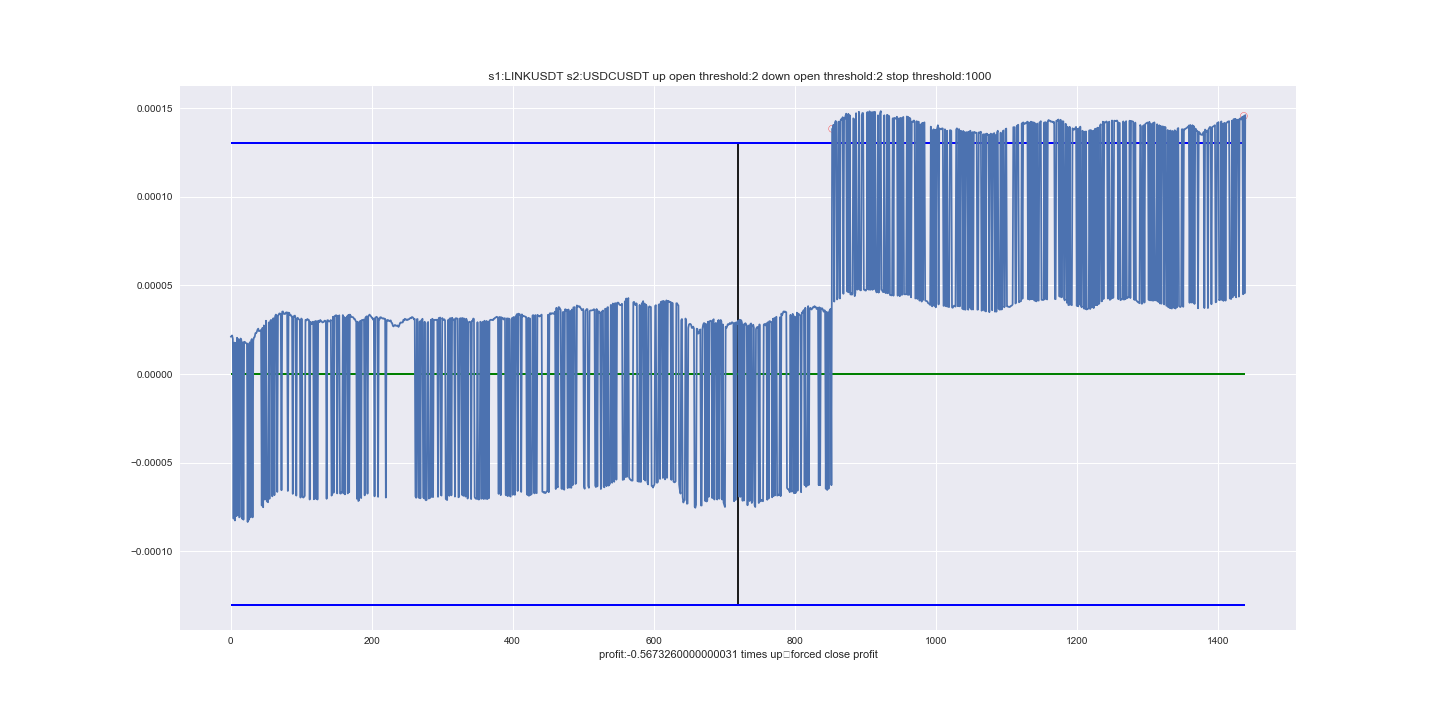 s1:LINKUSDT s2:USDCUSDT up open threshold:2 down open threshold:2 stop threshold:1000
0.00015
0.00010
0.00005
0.00000
−0.00005
−0.00010
0 200 400 600 800 1000 1200 1400
profit:-0.5673260000000031 times up□forced close profit